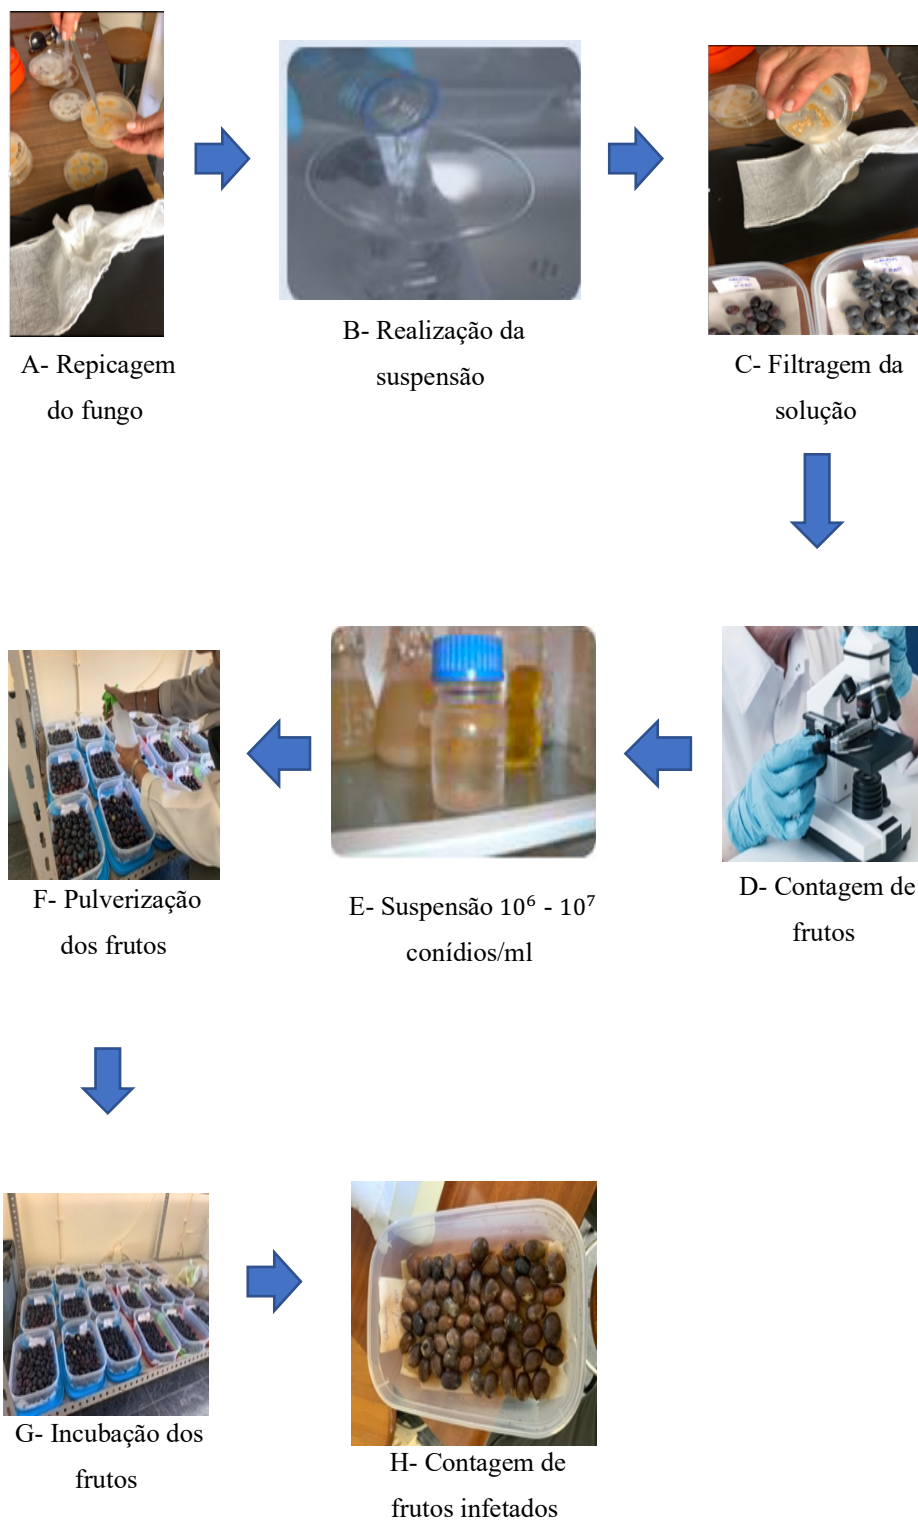 A- Repicagem
do fungo
B- Realização da
suspensão
C- Filtragem da
solução
D- Contagem de
frutos
E- Suspensão 10⁶ - 10⁷
conídios/ml
F- Pulverização
dos frutos
G- Incubação dos
frutos
H- Contagem de
frutos infetados